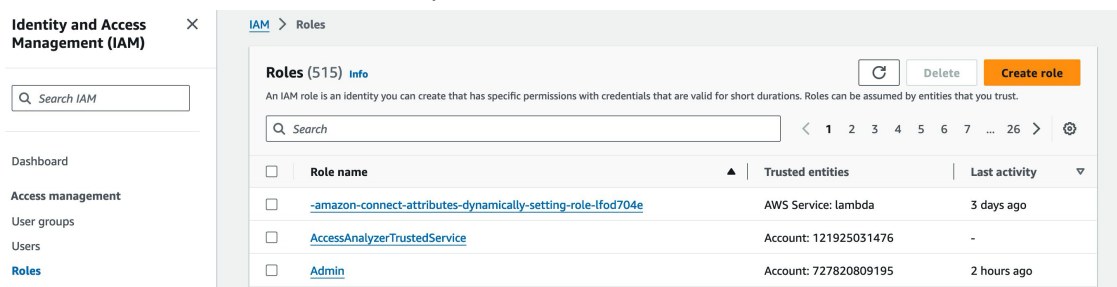 Identity and Access
Management (IAM)
Search IAM
Dashboard
Access management
User groups
Users
Roles
IAM > Roles
Roles (515) Info
Delete
Create role
An IAM role is an identity you can create that has specific permissions with credentials that are valid for short durations. Roles can be assumed by entities that you trust.
Search
1 2 3 4 5 6 7 ... 26
Role name Trusted entities Last activity
-amazon-connect-attributes-dynamically-setting-role-lfod704e AWS Service: lambda 3 days ago
AccessAnalyzerTrustedService Account: 121925031476 -
Admin Account: 727820809195 2 hours ago